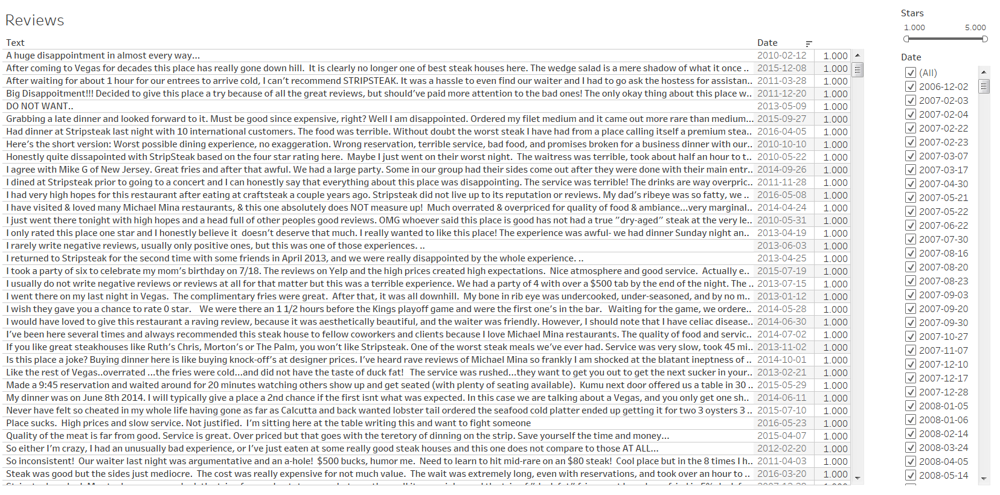 Reviews
Stars
1.000 5.000
Text Date
Date
A huge disappointment in almost every way... 2010-02-12 1.000
After coming to Vegas for decades this place has really gone down hill.  It is clearly no longer one of best steak houses here. The wedge salad is a mere shadow of what it once .. 2015-12-08 1.000
After waiting for about 1 hour for our entrees to arrive cold, I can't recommend STRIPSTEAK. It was a hassle to even find our waiter and I had to go ask the hostess for assistan.. 2011-03-28 1.000
Big Disappoitment!!! Decided to give this place a try because of all the great reviews, but should've paid more attention to the bad ones! The only okay thing about this place w.. 2011-12-20 1.000
DO NOT WANT.. 2013-05-09 1.000
Grabbing a late dinner and looked forward to it. Must be good since expensive, right? Well I am disappointed. Ordered my filet medium and it came out more rare than medium... 2015-09-27 1.000
Had dinner at Stripsteak last night with 10 international customers. The food was terrible. Without doubt the worst steak I have had from a place calling itself a premium stea.. 2016-04-05 1.000
Here's the short version: Worst possible dining experience, no exaggeration. Wrong reservation, terrible service, bad food, and promises broken for a business dinner with our.. 2010-10-10 1.000
Honestly quite dissapointed with StripSteak based on the four star rating here.  Maybe I just went on their worst night.  The waitress was terrible, took about half an hour to t.. 2010-05-22 1.000
I agree with Mike G of New Jersey. Great fries and after that awful. We had a large party. Some in our group had their sides come out after they were done with their main entr.. 2014-09-26 1.000
I dined at Stripsteak prior to going to a concert and I can honestly say that everything about this place was disappointing. The service was terrible! The drinks are way overpric.. 2011-11-28 1.000
I had very high hopes for this restaurant after eating at craftsteak a couple years ago. Stripsteak did not live up to its reputation or reviews. My dad's ribeye was so fatty, we .. 2016-05-08 1.000
I have visited & loved many Michael Mina restaurants, & this one absolutely does NOT measure up!  Much overrated & overpriced for quality of food & ambiance...very marginal.. 2014-04-24 1.000
I just went there tonight with high hopes and a head full of other peoples good reviews. OMG whoever said this place is good has not had a true "dry-aged" steak at the very le.. 2010-05-31 1.000
I only rated this place one star and I honestly believe it  doesn't deserve that much. I really wanted to like this place! The experience was awful- we had dinner Sunday night an.. 2013-04-19 1.000
I rarely write negative reviews, usually only positive ones, but this was one of those experiences. .. 2013-06-03 1.000
I returned to Stripsteak for the second time with some friends in April 2013, and we were really disappointed by the whole experience. .. 2013-04-25 1.000
I took a party of six to celebrate my mom's birthday on 7/18. The reviews on Yelp and the high prices created high expectations.  Nice atmosphere and good service.  Actually e.. 2015-07-19 1.000
I usually do not write negative reviews or reviews at all for that matter but this was a terrible experience. We had a party of 4 with over a $500 tab by the end of the night. The .. 2013-07-15 1.000
I went there on my last night in Vegas.  The complimentary fries were great.  After that, it was all downhill.  My bone in rib eye was undercooked, under-seasoned, and by no m.. 2013-01-12 1.000
I wish they gave you a chance to rate 0 star.   We were there an 1 1/2 hours before the Kings playoff game and were the first one's in the bar.   Waiting for the game, we ordere.. 2014-05-28 1.000
I would have loved to give this restaurant a raving review, because it was aesthetically beautiful, and the waiter was friendly. However, I should note that I have celiac disease.. 2014-06-30 1.000
I've been here several times and always recommended this steak house to fellow coworkers and clients because I love Michael Mina restaurants. The quality of food and servic.. 2014-07-02 1.000
If you like great steakhouses like Ruth's Chris, Morton's or The Palm, you won't like Stripsteak. One of the worst steak meals we've ever had. Service was very slow, took 45 mi.. 2013-11-02 1.000
Is this place a joke? Buying dinner here is like buying knock-off's at designer prices. I've heard rave reviews of Michael Mina so frankly I am shocked at the blatant ineptness of .. 2014-10-01 1.000
Like the rest of Vegas..overrated ...the fries were cold...and did not have the taste of duck fat!   The service was rushed...they want to get you out to get the next sucker in your.. 2013-02-21 1.000
Made a 9:45 reservation and waited around for 20 minutes watching others show up and get seated (with plenty of seating available).  Kumu next door offered us a table in 30 .. 2015-05-29 1.000
My dinner was on June 8th 2014. I will typically give a place a 2nd chance if the first isnt what was expected. In this case we are talking about a Vegas, and you only get one sh.. 2014-06-11 1.000
Never have felt so cheated in my whole life having gone as far as Calcutta and back wanted lobster tail ordered the seafood cold platter ended up getting it for two 3 oysters 3 .. 2015-07-10 1.000
Place sucks.  High prices and slow service. Not justified.  I'm sitting here at the table writing this and want to fight someone 2016-05-23 1.000
Quality of the meat is far from good. Service is great. Over priced but that goes with the teretory of dinning on the strip. Save yourself the time and money... 2015-04-07 1.000
So either I'm crazy, I had an unusually bad experience, or I've just eaten at some really good steak houses and this one does not compare to those AT ALL... 2012-02-20 1.000
So inconsistent!  Our waiter last night was argumentative and an a-hole!  $500 bucks, humor me.  Need to learn to hit mid-rare on an $80 steak!  Cool place but in the 8 times I h.. 2011-04-03 1.000
Steak was good but the sides just mediocre.  The cost was really expensive for not much value.  The wait was extremely long, even with reservations, and took over an hour to .. 2016-03-20 1.000
(All)
2006-12-02
2007-02-03
2007-02-04
2007-02-22
2007-02-23
2007-03-07
2007-03-17
2007-04-30
2007-05-21
2007-05-22
2007-06-22
2007-07-30
2007-08-16
2007-08-20
2007-08-23
2007-09-03
2007-09-20
2007-09-30
2007-10-27
2007-11-07
2007-12-10
2007-12-17
2007-12-28
2008-01-05
2008-01-06
2008-02-14
2008-03-24
2008-04-05
2008-05-14